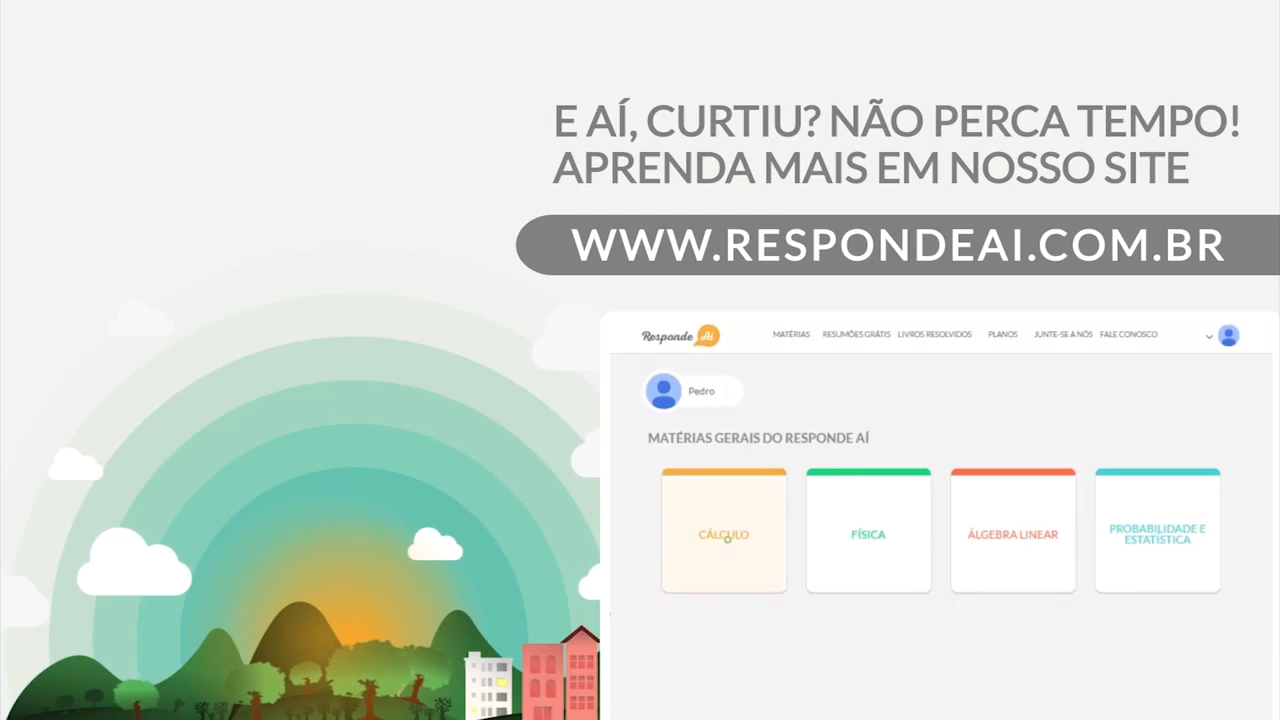 E AÍ, CURTIU? NÃO PERCA TEMPO!
APRENDA MAIS EM NOSSO SITE
WWW.RESPONDEAI.COM.BR
Responde Aí
MATÉRIAS RESUMÕES GRÁTIS LIVROS RESOLVIDOS PLANOS JUNTE-SE A NÓS FALE CONOSCO
Pedro
MATÉRIAS GERAIS DO RESPONDE AÍ
CÁLCULO
FÍSICA
ÁLGEBRA LINEAR
PROBABILIDADE E
ESTATÍSTICA